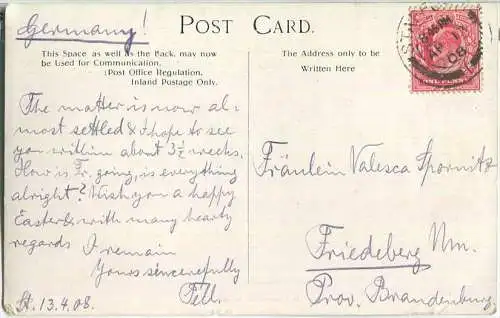 Germany!
POST CARD.
This Space as well as the Back, may now
be Used for Communication.
(Post Office Regulation.
Inland Postage Only.
The Address only to be
Written Here
The matter is now al-
most settled & I hope to see
you within about 3½ weeks.
How is Fr. going, is everything
alright? Wish you a happy
Easter & with many hearty
regards I remain
Yours sincerefully
St. 13.4.08.
Fräulein Valesca Spornitz
Friedeberg Nm.
Prov. Brandenburg